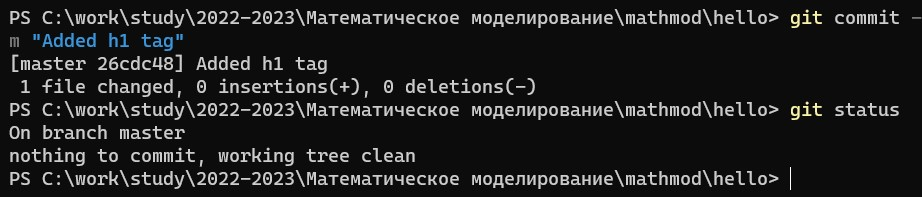 PS C:\work\study\2022-2023\Математическое моделирование\mathmod\hello> git commit -
m "Added h1 tag"
[master 26cdc48] Added h1 tag
 1 file changed, 0 insertions(+), 0 deletions(-)
PS C:\work\study\2022-2023\Математическое моделирование\mathmod\hello> git status
On branch master
nothing to commit, working tree clean
PS C:\work\study\2022-2023\Математическое моделирование\mathmod\hello>